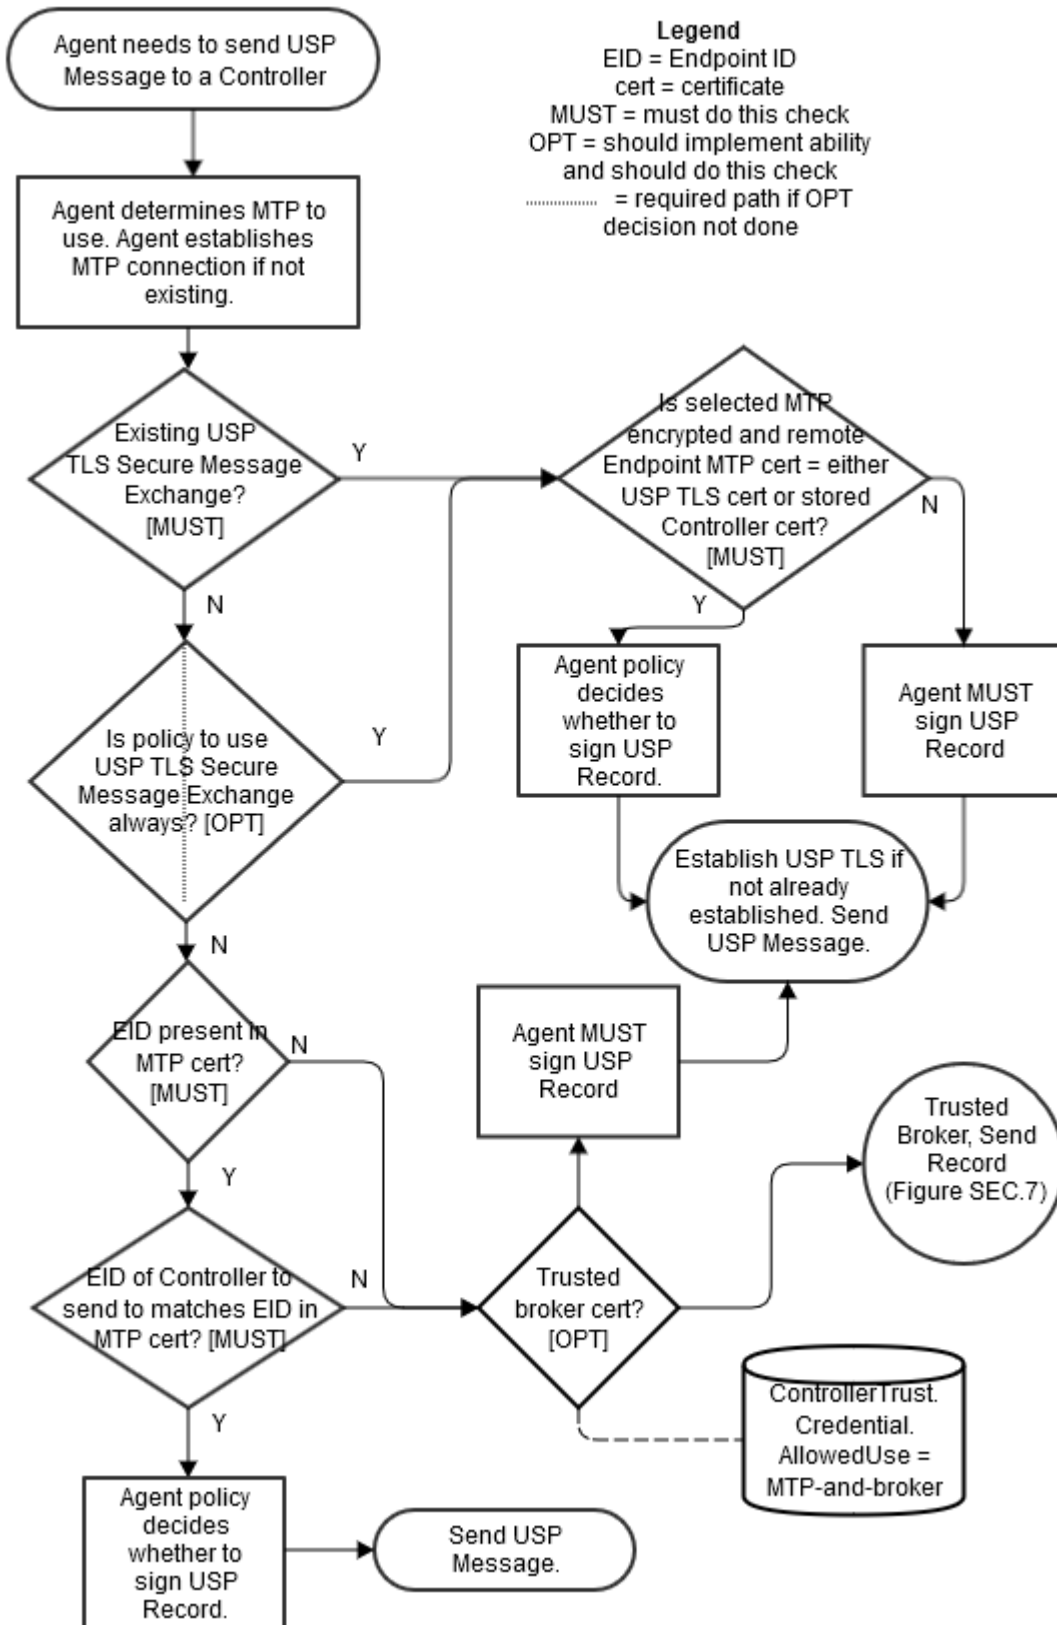 Agent needs to send USP
Message to a Controller
Legend
EID = Endpoint ID
cert = certificate
MUST = must do this check
OPT = should implement ability
and should do this check
= required path if OPT
decision not done
Agent determines MTP to
use. Agent establishes
MTP connection if not
existing.
Existing USP
TLS Secure Message
Exchange?
[MUST]
Y
N
Is selected MTP
encrypted and remote
Endpoint MTP cert = either
USP TLS cert or stored
Controller cert?
[MUST]
N
Y
Is policy to use
USP TLS Secure
Message Exchange
always? [OPT]
Y
N
Agent policy
decides
whether to
sign USP
Record.
Agent MUST
sign USP
Record
Establish USP TLS if
not already
established. Send
USP Message.
EID present in
MTP cert?
[MUST]
N
Y
Agent MUST
sign USP
Record
Trusted
Broker, Send
Record
(Figure SEC.7)
EID of Controller to
send to matches EID in
MTP cert? [MUST]
N
Y
Trusted
broker cert?
[OPT]
ControllerTrust.
Credential.
AllowedUse =
MTP-and-broker
Agent policy
decides
whether to
sign USP
Record.
Send USP
Message.